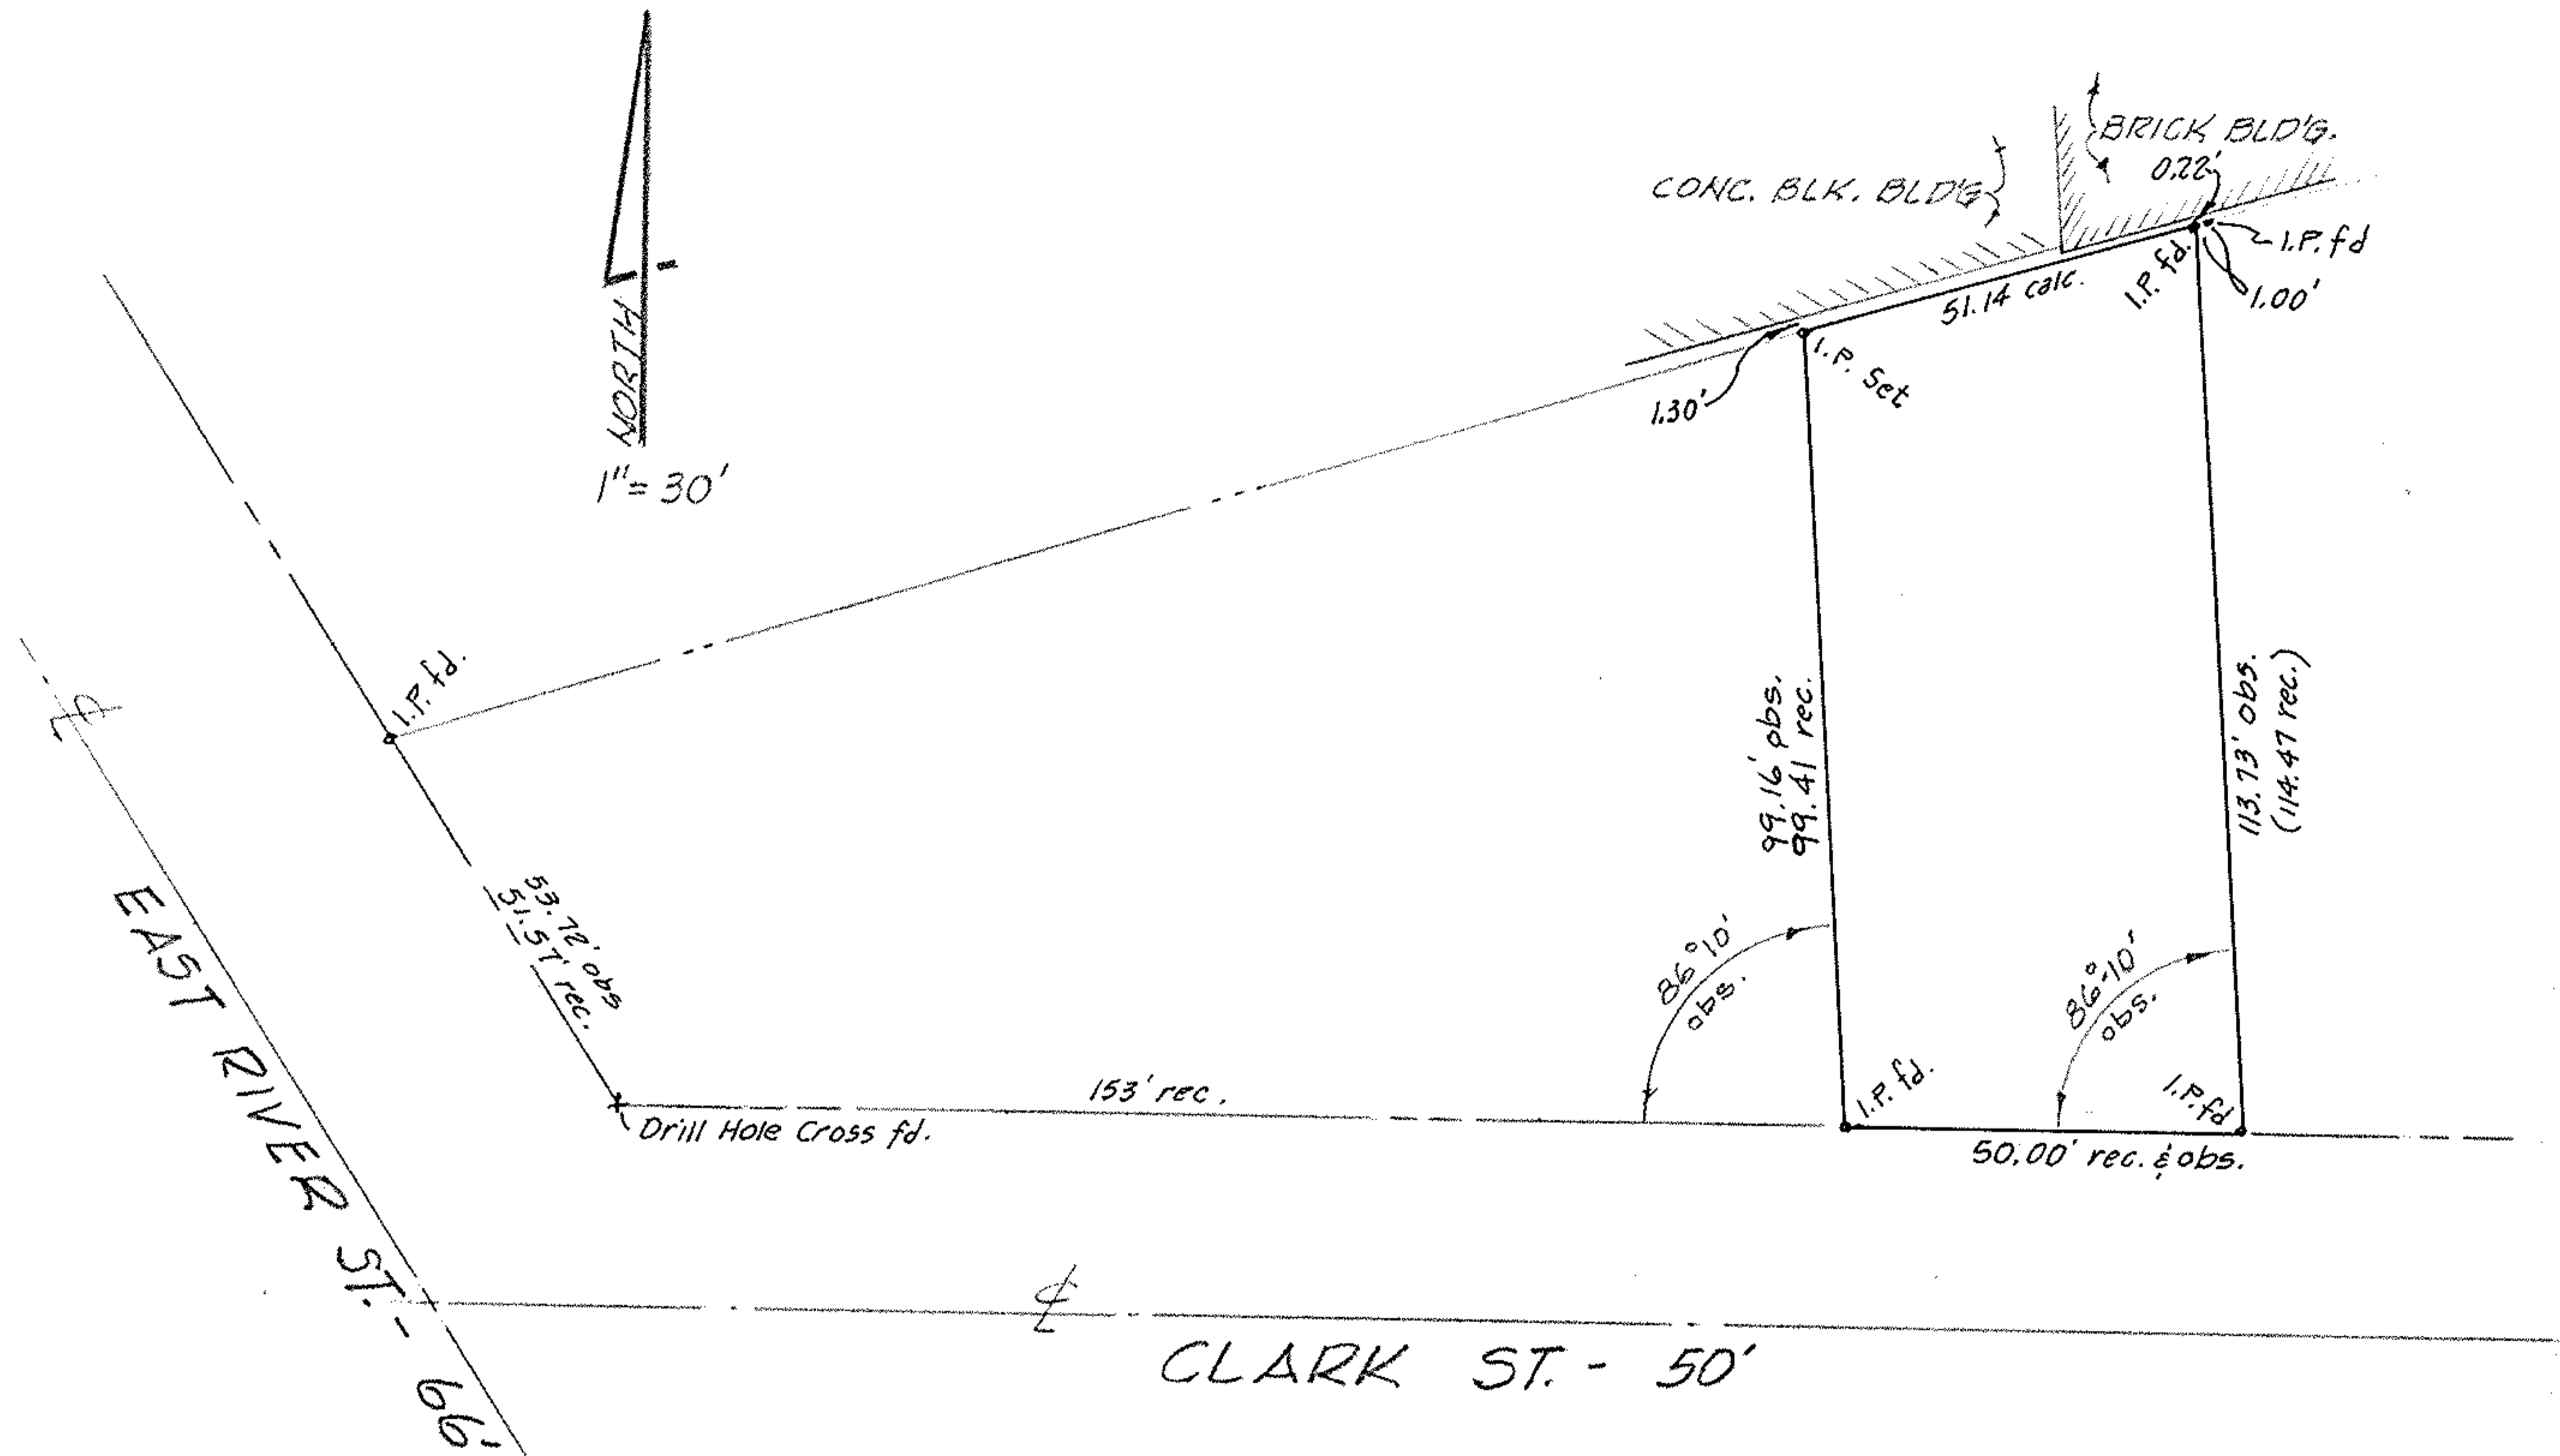 NORTH
1"= 30'
BRICK BLD'G.
0.22'
CONC. BLK. BLD'G
I.P. fd
1.00'
I.P. fd.
51.14 calc.
I.P. Set
1.30'
I.P. fd.
99.16' obs.
99.41 rec.
113.73' obs.
(114.47 rec.)
53.72' obs
51.57' rec.
86°10'
obs.
86°-10'
obs.
153' rec.
Drill Hole Cross fd.
I.P. fd.
I.P. fd
50.00' rec. & obs.
EAST RIVER ST. - 66'
℄
℄
CLARK ST. - 50'